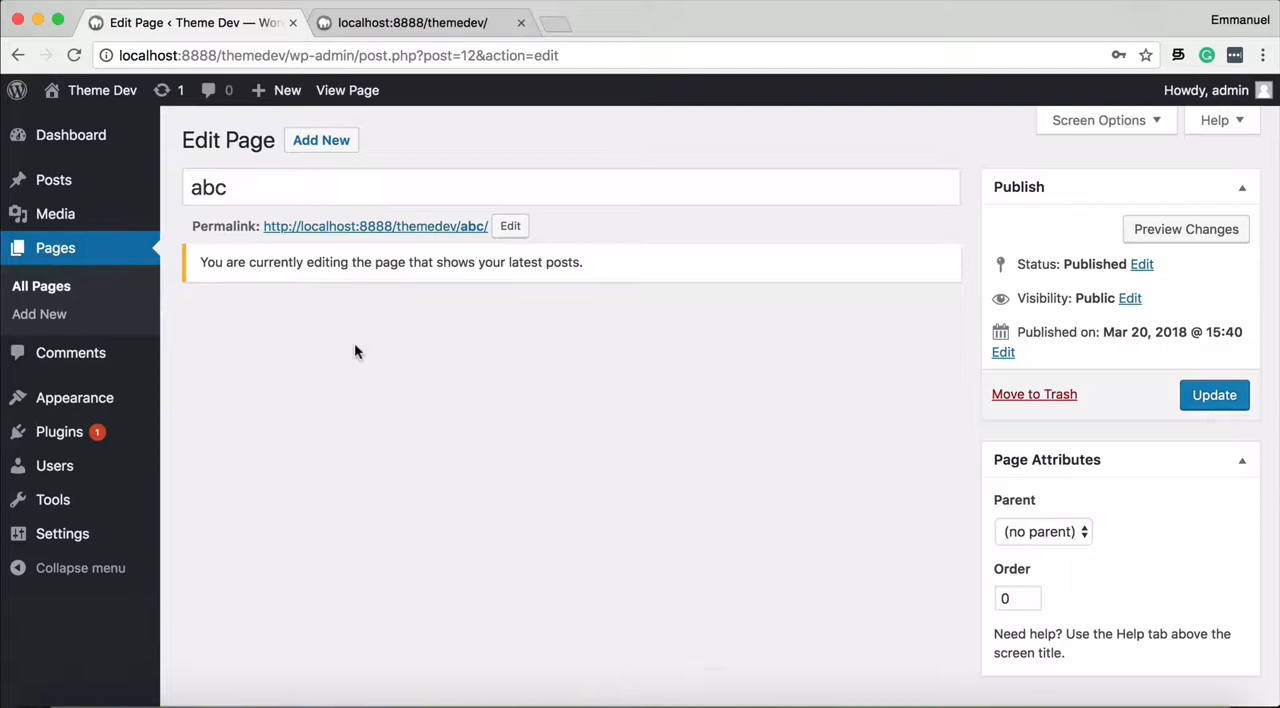 Edit Page ‹ Theme Dev — Wor
localhost:8888/themedev/
Emmanuel
localhost:8888/themedev/wp-admin/post.php?post=12&action=edit
Theme Dev 1 0 New View Page Howdy, admin
Screen Options Help
Dashboard
Posts
Media
Pages
All Pages
Add New
Comments
Appearance
Plugins 1
Users
Tools
Settings
Collapse menu
Edit Page Add New
abc
Permalink: http://localhost:8888/themedev/abc/ Edit
You are currently editing the page that shows your latest posts.
Publish
Preview Changes
Status: Published Edit
Visibility: Public Edit
Published on: Mar 20, 2018 @ 15:40
Edit
Move to Trash Update
Page Attributes
Parent
(no parent)
Order
0
Need help? Use the Help tab above the
screen title.